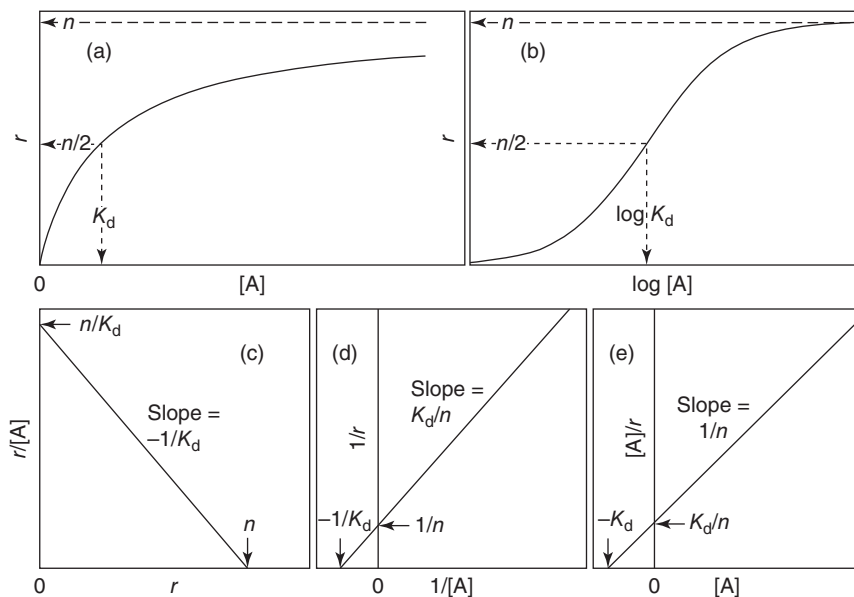 n
(a)
r
n/2
K_d
0
[A]
n
(b)
r
n/2
log K_d
log [A]
n/K_d
(c)
r/[A]
Slope =
–1/K_d
n
0
r
(d)
Slope =
K_d/n
1/r
–1/K_d
1/n
0
1/[A]
(e)
[A]/r
Slope =
1/n
–K_d
K_d/n
0
[A]